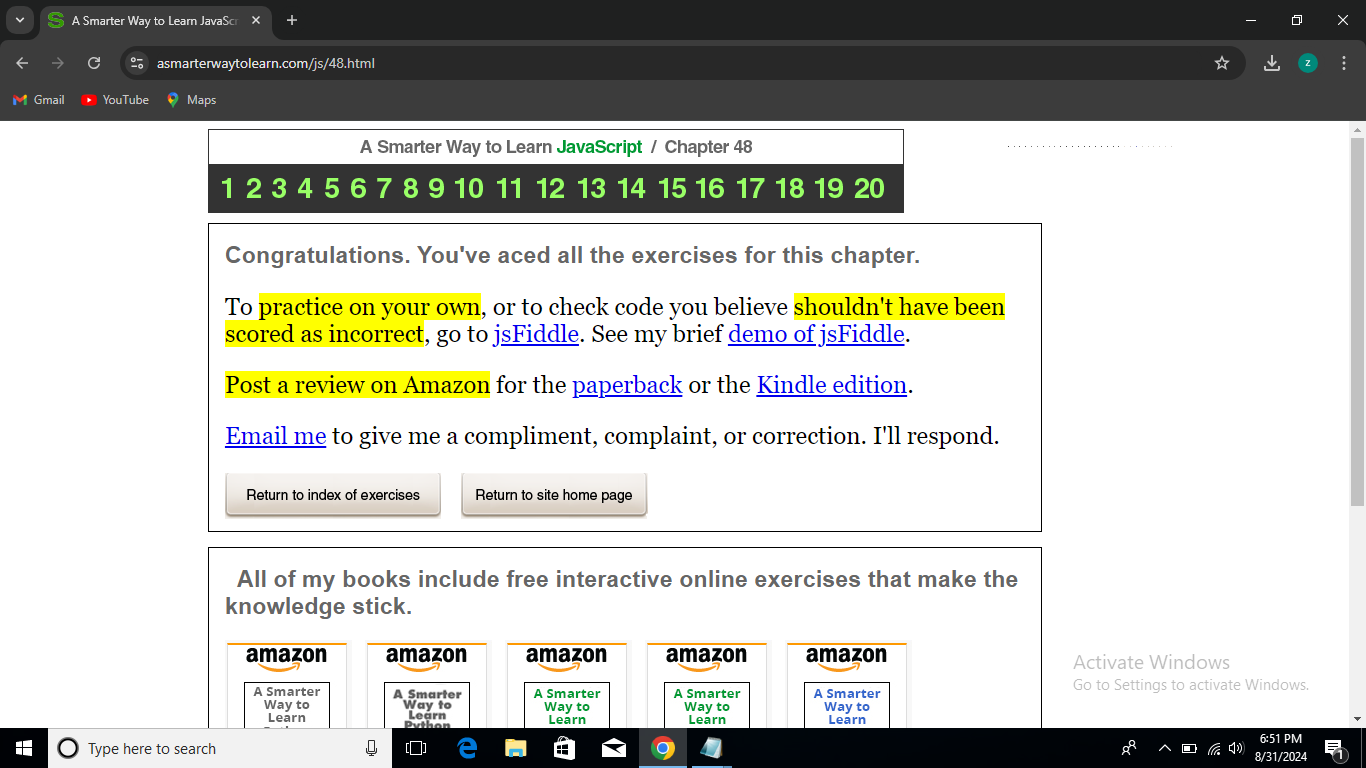 A Smarter Way to Learn JavaScr
asmarterwaytolearn.com/js/48.html
z
Gmail YouTube Maps
A Smarter Way to Learn JavaScript / Chapter 48
1 2 3 4 5 6 7 8 9 10 11 12 13 14 15 16 17 18 19 20
Congratulations. You've aced all the exercises for this chapter.
To practice on your own, or to check code you believe shouldn't have been
scored as incorrect, go to jsFiddle. See my brief demo of jsFiddle.
Post a review on Amazon for the paperback or the Kindle edition.
Email me to give me a compliment, complaint, or correction. I'll respond.
Return to index of exercises Return to site home page
All of my books include free interactive online exercises that make the
knowledge stick.
amazon amazon amazon amazon amazon
A Smarter A Smarter A Smarter A Smarter A Smarter
Way to Way to Way to Way to Way to
Learn Learn Learn Learn Learn
Python
Activate Windows
Go to Settings to activate Windows.
Type here to search
6:51 PM
8/31/2024
1